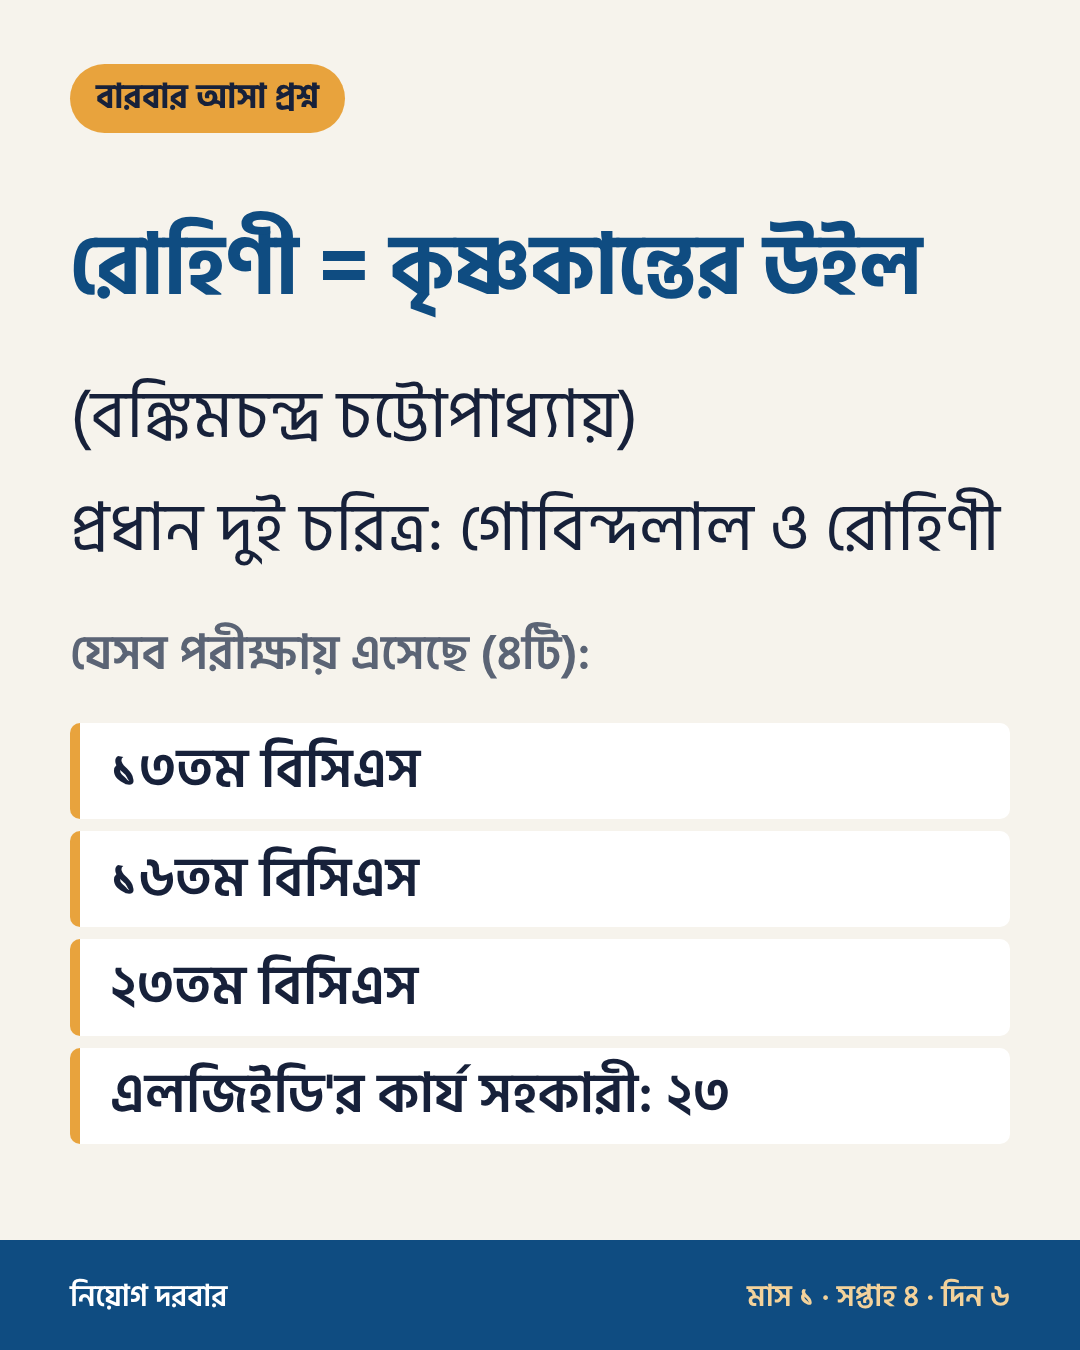 বারবার আসা প্রশ্ন
রোহিণী = কৃষ্ণকান্তের উইল
(বঙ্কিমচন্দ্র চট্টোপাধ্যায়)
প্রধান দুই চরিত্র: গোবিন্দলাল ও রোহিণী
যেসব পরীক্ষায় এসেছে (৪টি):
১৩তম বিসিএস
১৬তম বিসিএস
২৩তম বিসিএস
এলজিইডি'র কার্য সহকারী: ২৩
নিয়োগ দরবার
মাস ১ · সপ্তাহ ৪ · দিন ৬